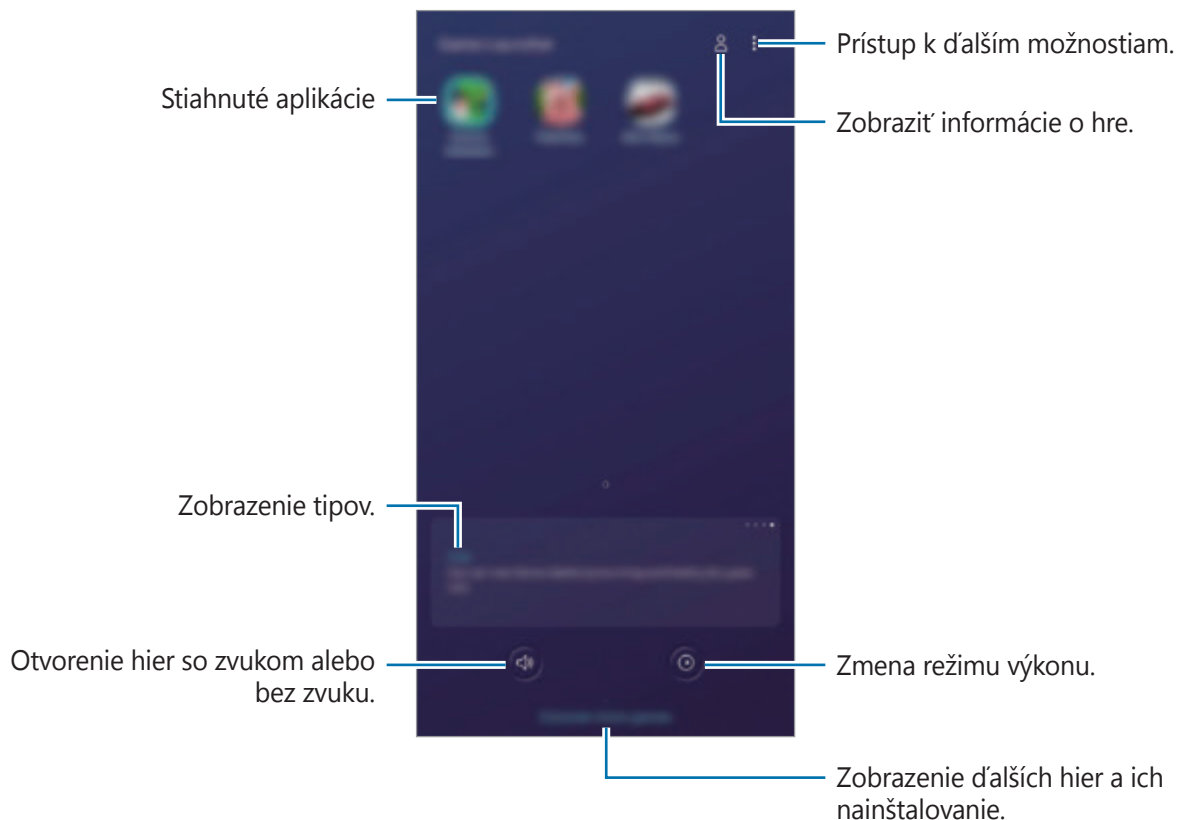 Prístup k ďalším možnostiam.
Stiahnuté aplikácie
Zobraziť informácie o hre.
Zobrazenie tipov.
Otvorenie hier so zvukom alebo
bez zvuku.
Zmena režimu výkonu.
Zobrazenie ďalších hier a ich
nainštalovanie.